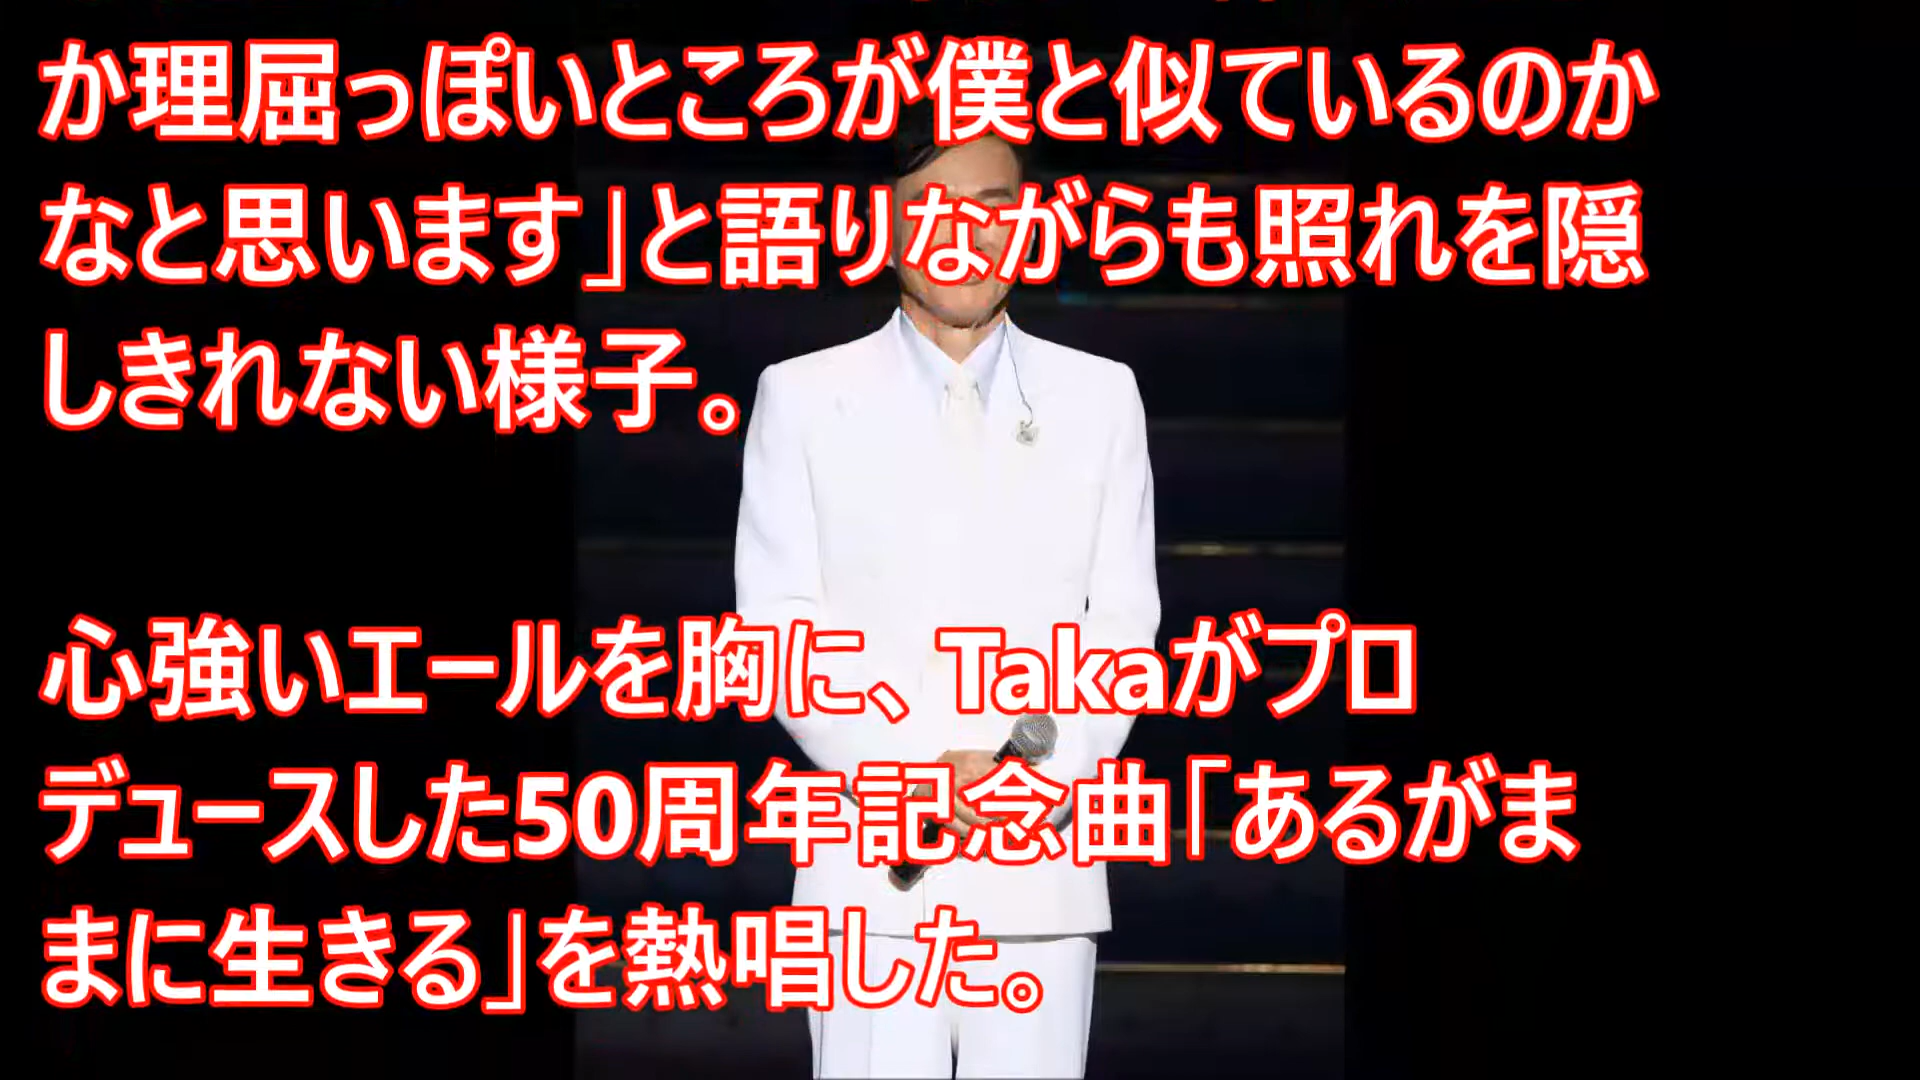 か理屈っぽいところが僕と似ているのか
なと思います」と語りながらも照れを隠
しきれない様子。
心強いエールを胸に、Takaがプロ
デュースした50周年記念曲「あるがま
まに生きる」を熱唱した。